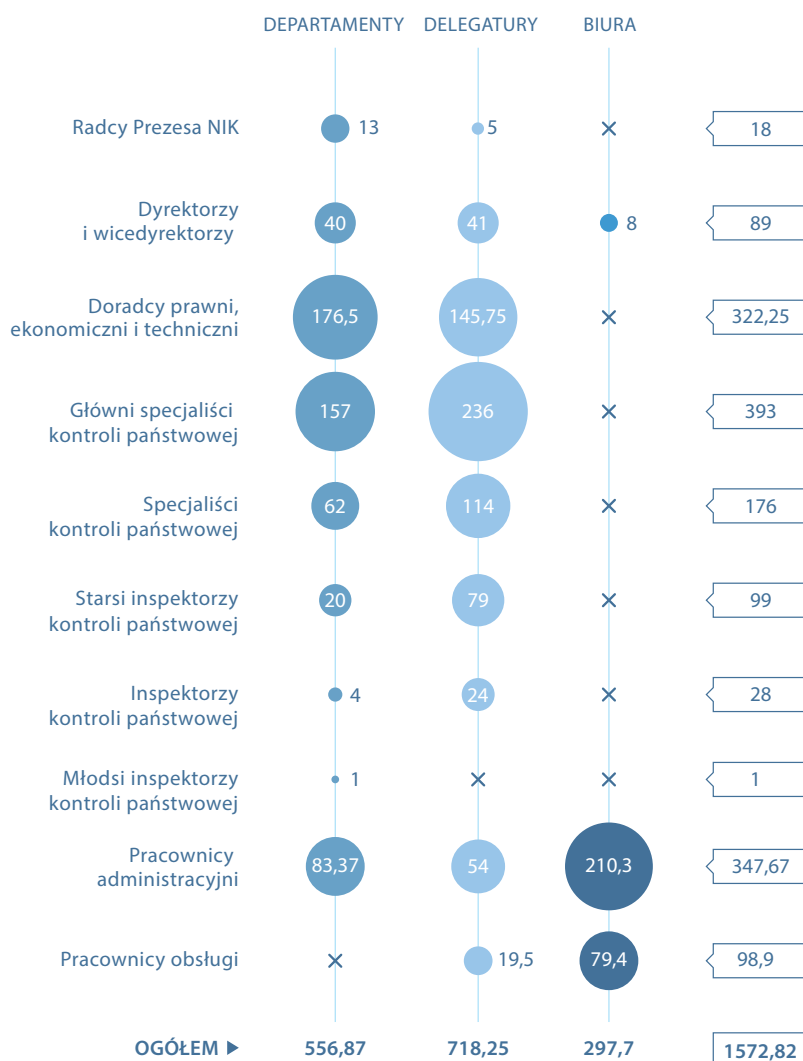 DEPARTAMENTY DELEGATURY BIURA
Radcy Prezesa NIK 13 5 × 18
Dyrektorzy
i wicedyrektorzy 40 41 8 89
Doradcy prawni,
ekonomiczni i techniczni 176,5 145,75 × 322,25
Główni specjaliści
kontroli państwowej 157 236 × 393
Specjaliści
kontroli państwowej 62 114 × 176
Starsi inspektorzy
kontroli państwowej 20 79 × 99
Inspektorzy
kontroli państwowej 4 24 × 28
Młodsi inspektorzy
kontroli państwowej 1 × × 1
Pracownicy
administracyjni 83,37 54 210,3 347,67
Pracownicy obsługi × 19,5 79,4 98,9
OGÓŁEM ▶ 556,87 718,25 297,7 1572,82